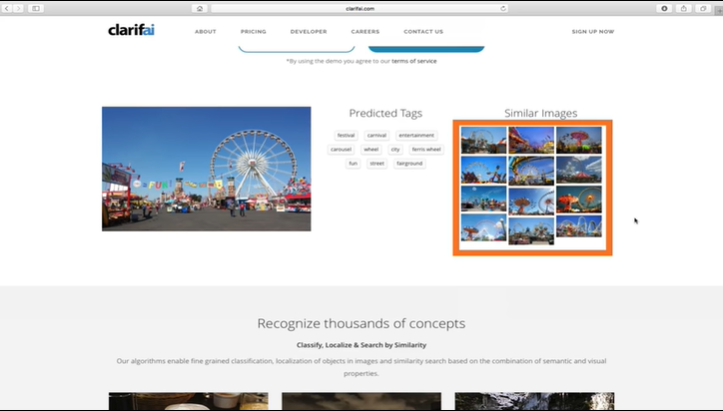 clarifai.com
clarifai
ABOUT
PRICING
DEVELOPER
CAREERS
CONTACT US
SIGN UP NOW
*By using the demo you agree to our terms of service
Predicted Tags
Similar Images
festival carnival entertainment
carousel wheel city ferris wheel
fun street fairground
Recognize thousands of concepts
Classify, Localize & Search by Similarity
Our algorithms enable fine grained classification, localization of objects in images and similarity search based on the combination of semantic and visual
properties.